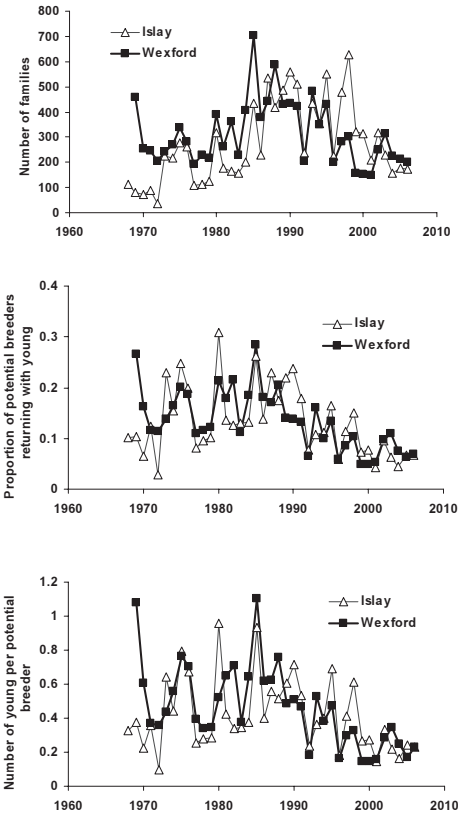 800
700
600
500
400
300
200
100
0
Number of families
Islay
Wexford
1960 1970 1980 1990 2000 2010
0.4
0.3
0.2
0.1
0
Proportion of potential breeders
returning with young
Islay
Wexford
1960 1970 1980 1990 2000 2010
1.2
1
0.8
0.6
0.4
0.2
0
Number of young per potential
breeder
Islay
Wexford
1960 1970 1980 1990 2000 2010